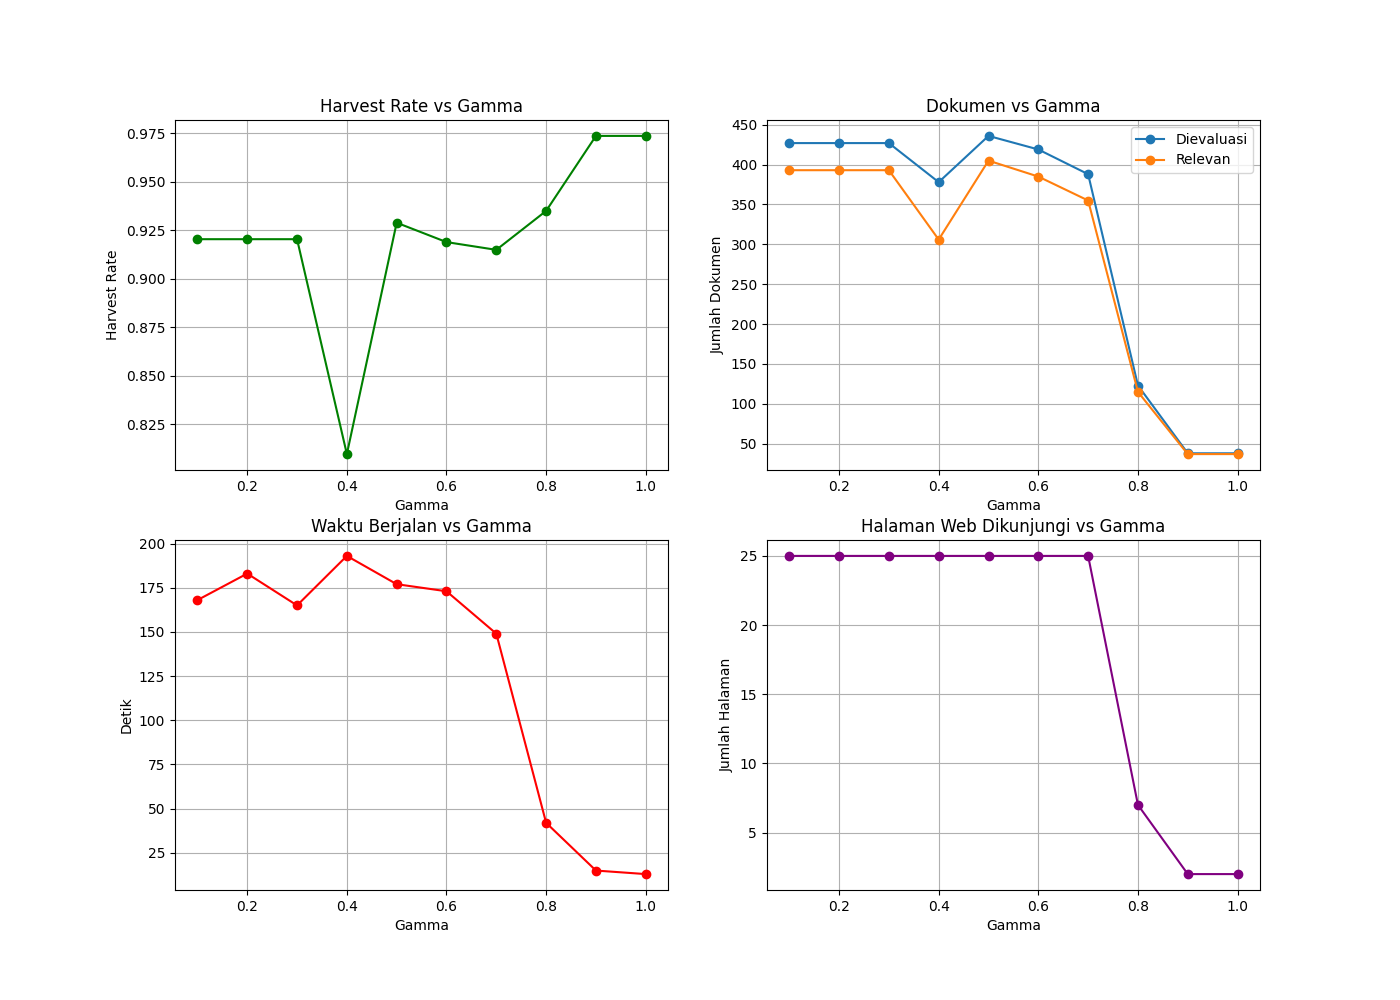 Harvest Rate vs Gamma
0.975
0.950
0.925
0.900
0.875
0.850
0.825
Harvest Rate
0.2 0.4 0.6 0.8 1.0
Gamma
Dokumen vs Gamma
450
400
350
300
250
200
150
100
50
Jumlah Dokumen
Dievaluasi
Relevan
0.2 0.4 0.6 0.8 1.0
Gamma
Waktu Berjalan vs Gamma
200
175
150
125
100
75
50
25
Detik
0.2 0.4 0.6 0.8 1.0
Gamma
Halaman Web Dikunjungi vs Gamma
25
20
15
10
5
Jumlah Halaman
0.2 0.4 0.6 0.8 1.0
Gamma